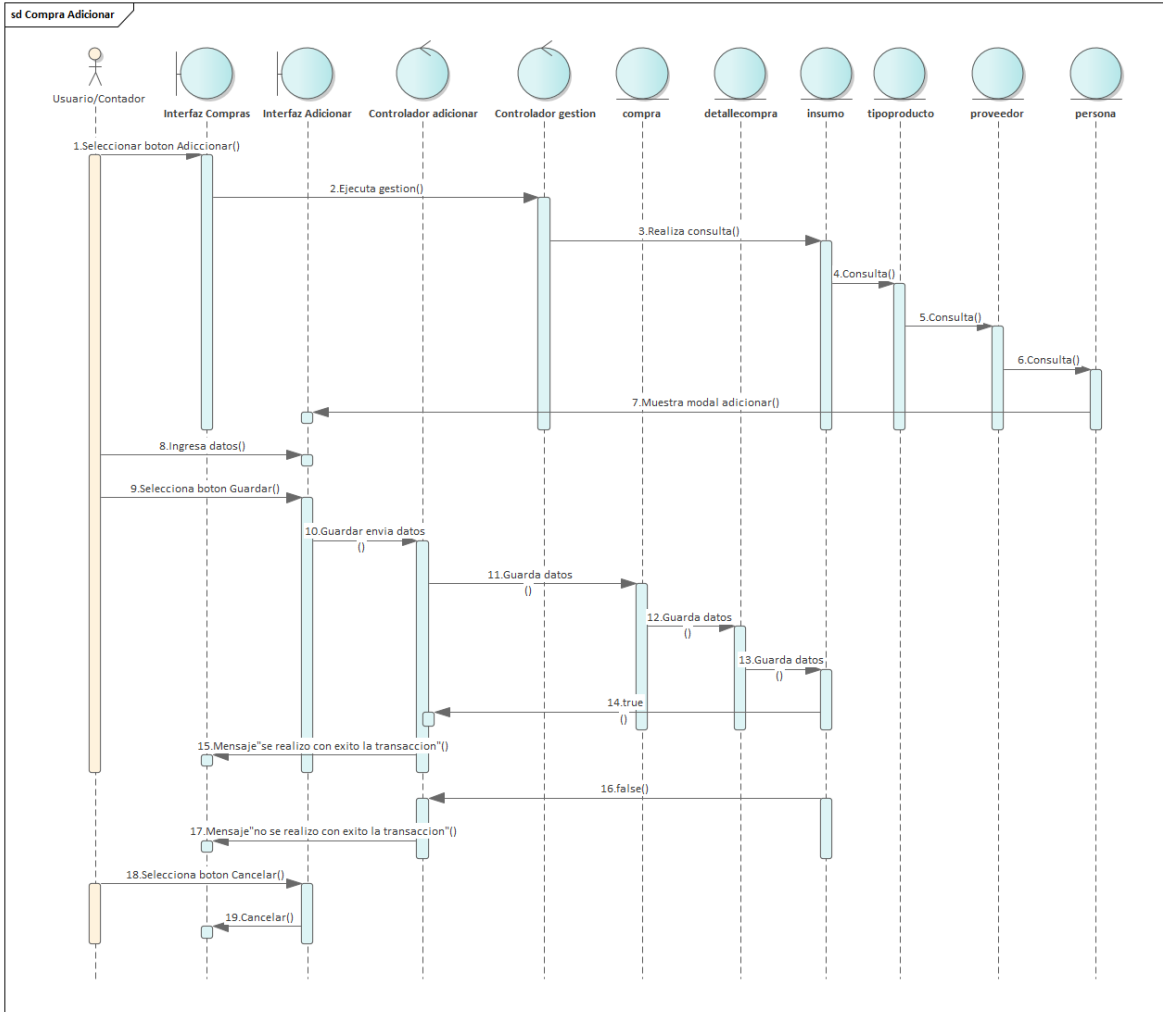 sd Compra Adicionar
Usuario/Contador
Interfaz Compras
Interfaz Adicionar
Controlador adicionar
Controlador gestion
compra
detallecompra
insumo
tipoproducto
proveedor
persona
1.Seleccionar boton Adiccionar()
2.Ejecuta gestion()
3.Realiza consulta()
4.Consulta()
5.Consulta()
6.Consulta()
7.Muestra modal adicionar()
8.Ingresa datos()
9.Selecciona boton Guardar()
10.Guardar envia datos
()
11.Guarda datos
()
12.Guarda datos
()
13.Guarda datos
()
14.true
()
15.Mensaje"se realizo con exito la transaccion"()
16.false()
17.Mensaje"no se realizo con exito la transaccion"()
18.Selecciona boton Cancelar()
19.Cancelar()